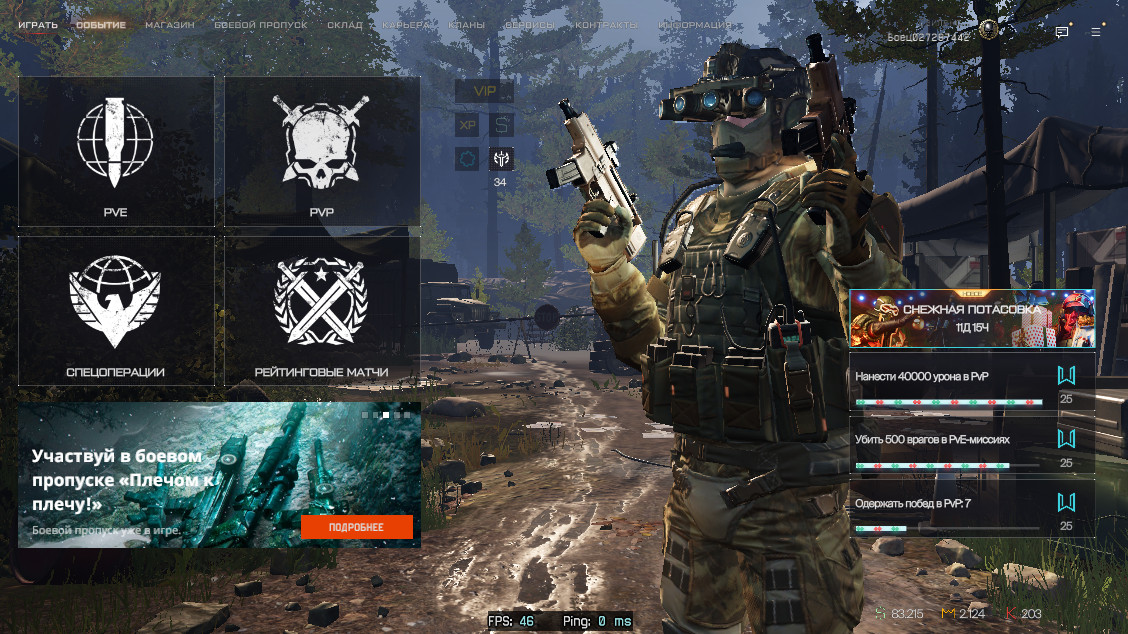 ИГРАТЬ СОБЫТИЕ МАГАЗИН БОЕВОЙ ПРОПУСК СКЛАД КАРЬЕРА КЛАНЫ СЕРВИСЫ КОНТРАКТЫ ИНФОРМАЦИЯ
Боец027287442
PVE
PVP
СПЕЦОПЕРАЦИИ
РЕЙТИНГОВЫЕ МАТЧИ
VIP
XP
34
Участвуй в боевом
пропуске «Плечом к
плечу!»
Боевой пропуск уже в игре...
ПОДРОБНЕЕ
НОВОЕ
СНЕЖНАЯ ПОТАСОВКА
11Д 15Ч
Нанести 40000 урона в PvP
25
Убить 500 врагов в PvE-миссиях
25
Одержать побед в PvP: 7
25
83.215 2.124 203
FPS: 46 Ping: 0 ms